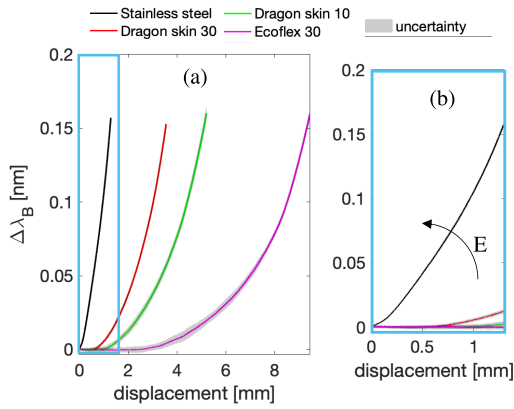 Stainless steel
Dragon skin 10
Dragon skin 30
Ecoflex 30
uncertainty
(a)
0.2
0.15
0.1
0.05
0
0 2 4 6 8
Δλ_B [nm]
displacement [mm]
(b)
E
0.2
0.15
0.1
0.05
0
0 0.5 1
displacement [mm]